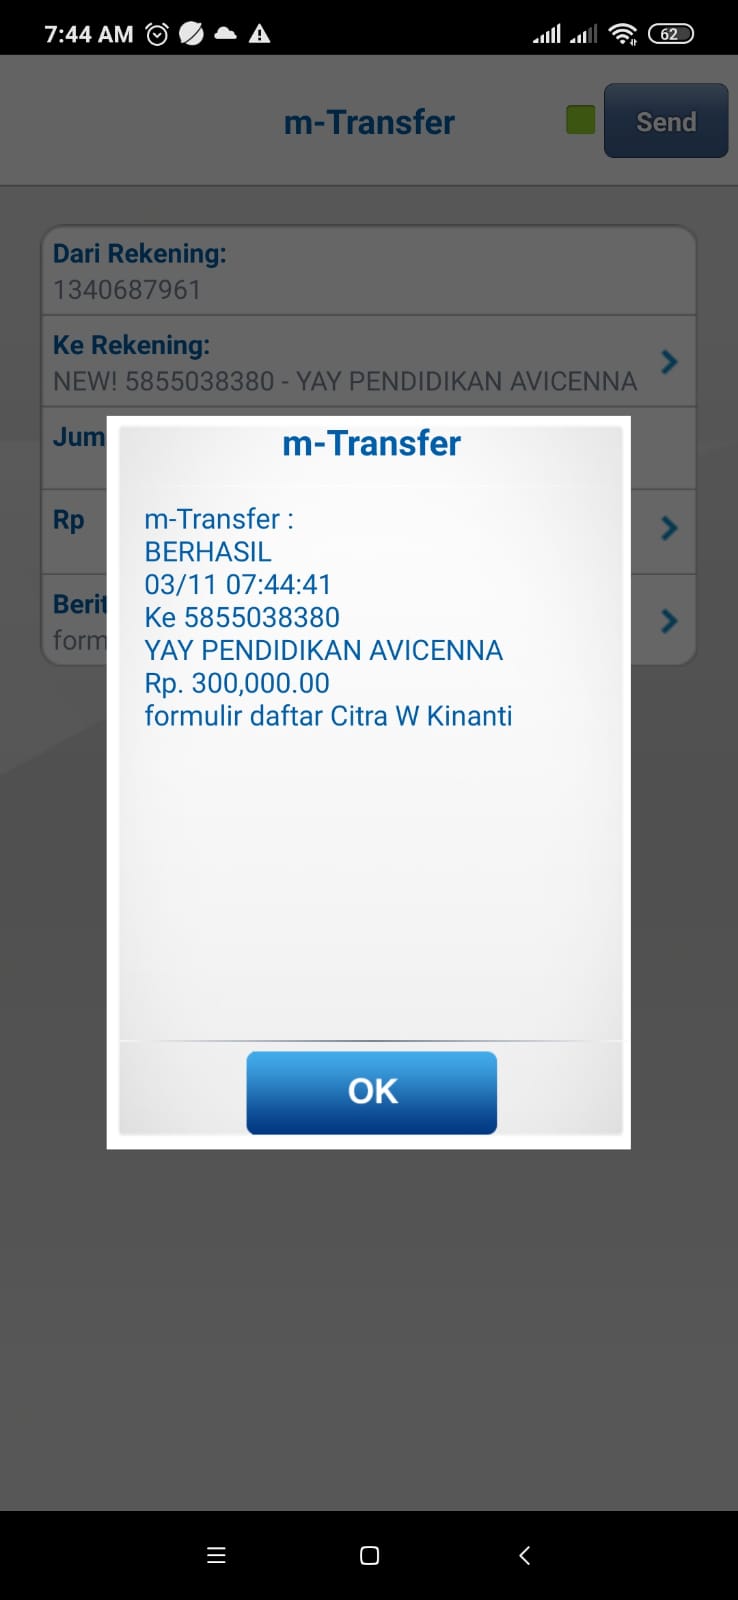 7:44 AM
62
m-Transfer
Send
Dari Rekening:
1340687961
Ke Rekening:
NEW! 5855038380 - YAY PENDIDIKAN AVICENNA
Jum
Rp
Berit
form
m-Transfer
m-Transfer :
BERHASIL
03/11 07:44:41
Ke 5855038380
YAY PENDIDIKAN AVICENNA
Rp. 300,000.00
formulir daftar Citra W Kinanti
OK